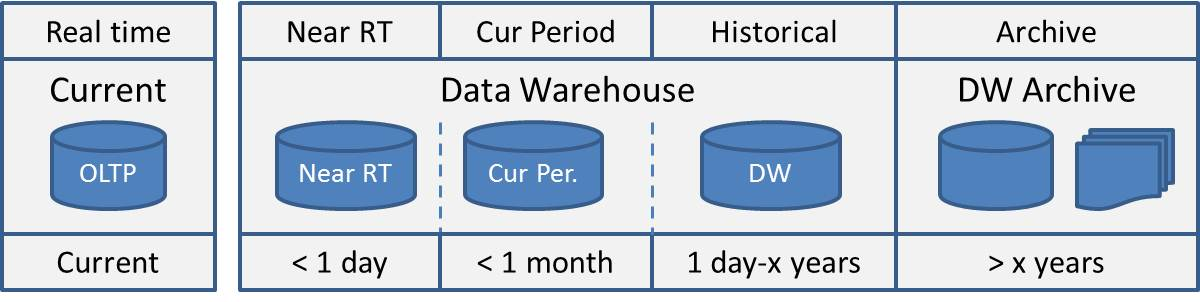 Real time
Near RT
Cur Period
Historical
Archive
Current
Data Warehouse
DW Archive
OLTP
Near RT
Cur Per.
DW
Current
< 1 day
< 1 month
1 day-x years
> x years